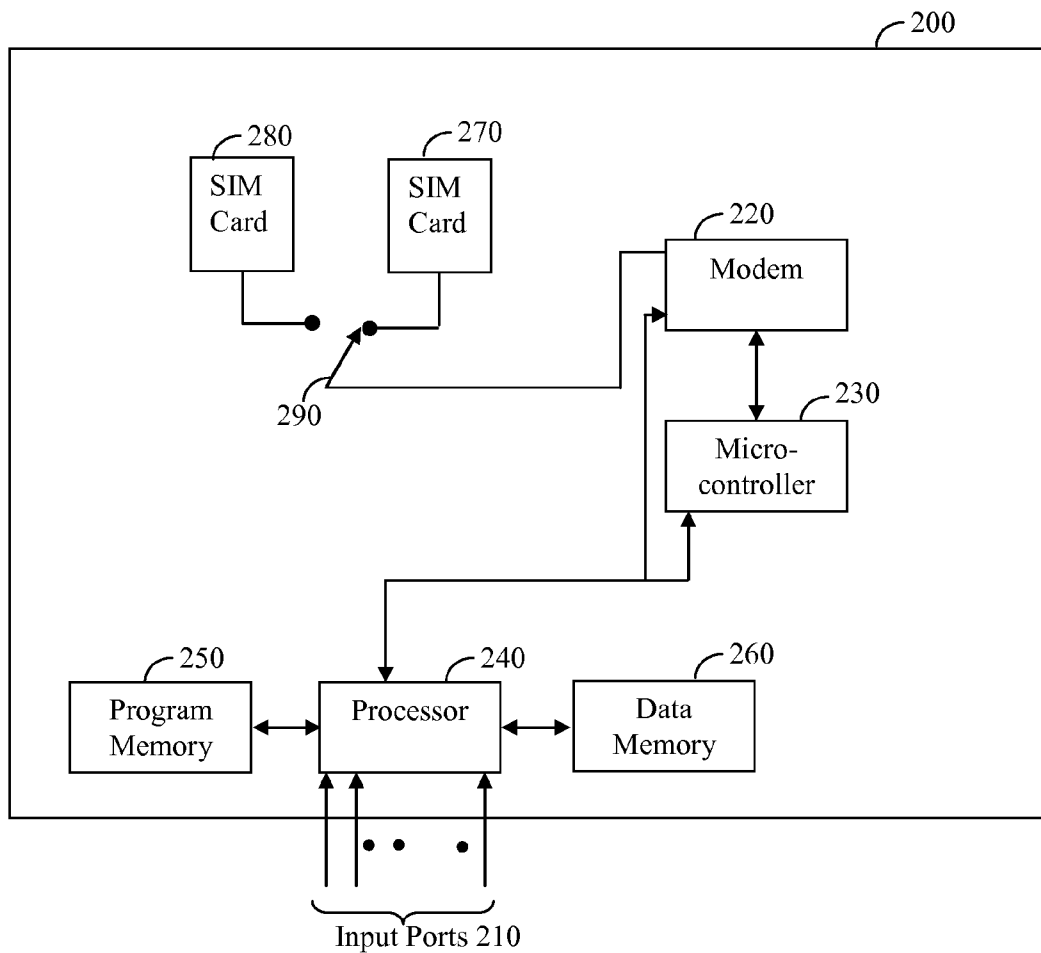 200
280
270
SIM
Card
SIM
Card
220
Modem
290
230
Micro-
controller
250
240
260
Program
Memory
Processor
Data
Memory
Input Ports 210